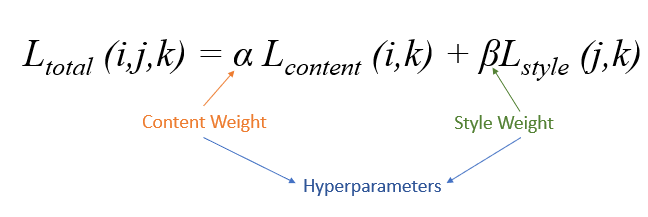 L_total (i,j,k) = α L_content (i,k) + βL_style (j,k)
Content Weight
Style Weight
Hyperparameters